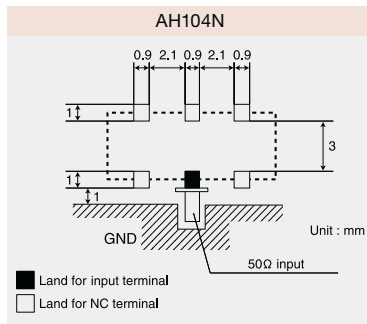 AH104N
0.9 2.1 0.9 2.1 0.9
1
3
1
1
GND
Unit : mm
50Ω input
Land for input terminal
Land for NC terminal